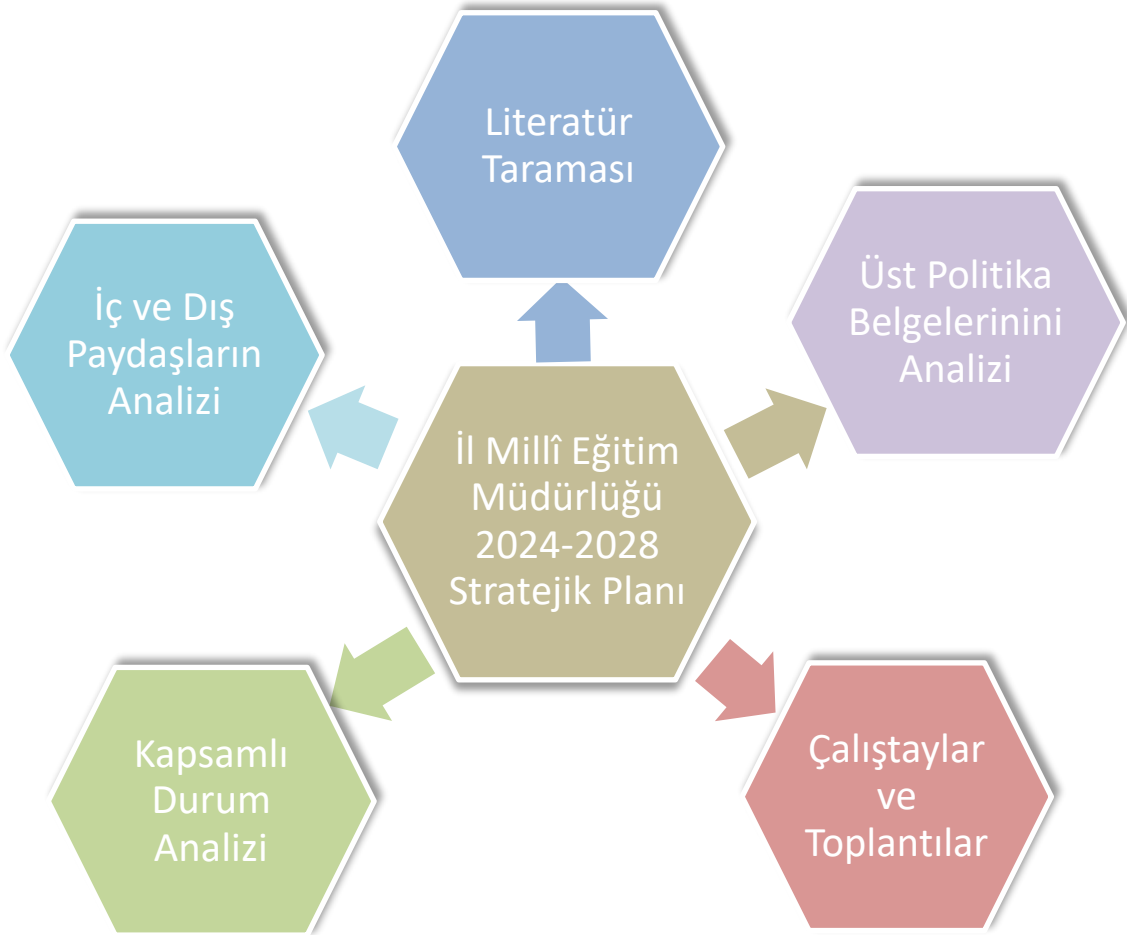 Literatür
Taraması
Üst Politika
Belgelerinini
Analizi
İç ve Dış
Paydaşların
Analizi
İl Millî Eğitim
Müdürlüğü
2024-2028
Stratejik Planı
Kapsamlı
Durum
Analizi
Çalıştaylar
ve
Toplantılar